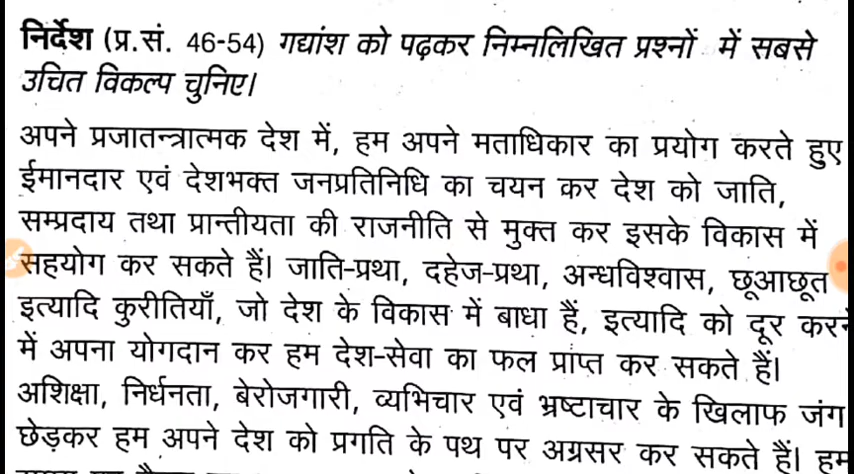 निर्देश (प्र.सं. 46-54) गद्यांश को पढ़कर निम्नलिखित प्रश्नों में सबसे
उचित विकल्प चुनिए।
अपने प्रजातन्त्रात्मक देश में, हम अपने मताधिकार का प्रयोग करते हुए
ईमानदार एवं देशभक्त जनप्रतिनिधि का चयन कर देश को जाति,
सम्प्रदाय तथा प्रान्तीयता की राजनीति से मुक्त कर इसके विकास में
सहयोग कर सकते हैं। जाति-प्रथा, दहेज-प्रथा, अन्धविश्वास, छूआछूत
इत्यादि कुरीतियाँ, जो देश के विकास में बाधा हैं, इत्यादि को दूर
में अपना योगदान कर हम देश-सेवा का फल प्राप्त कर सकते हैं।
अशिक्षा, निर्धनता, बेरोजगारी, व्यभिचार एवं भ्रष्टाचार के खिलाफ जंग
छेड़कर हम अपने देश को प्रगति के पथ पर अग्रसर कर सकते हैं। हम